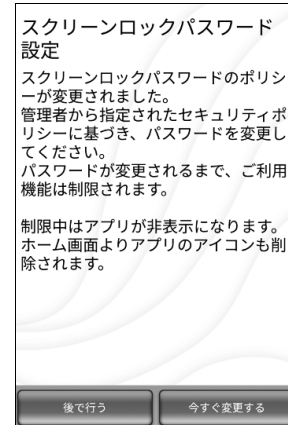 スクリーンロックパスワード
設定
スクリーンロックパスワードのポリシ
ーが変更されました。
管理者から指定されたセキュリティポ
リシーに基づき、パスワードを変更し
てください。
パスワードが変更されるまで、ご利用
機能は制限されます。
制限中はアプリが非表示になります。
ホーム画面よりアプリのアイコンも削
除されます。
後で行う
今すぐ変更する